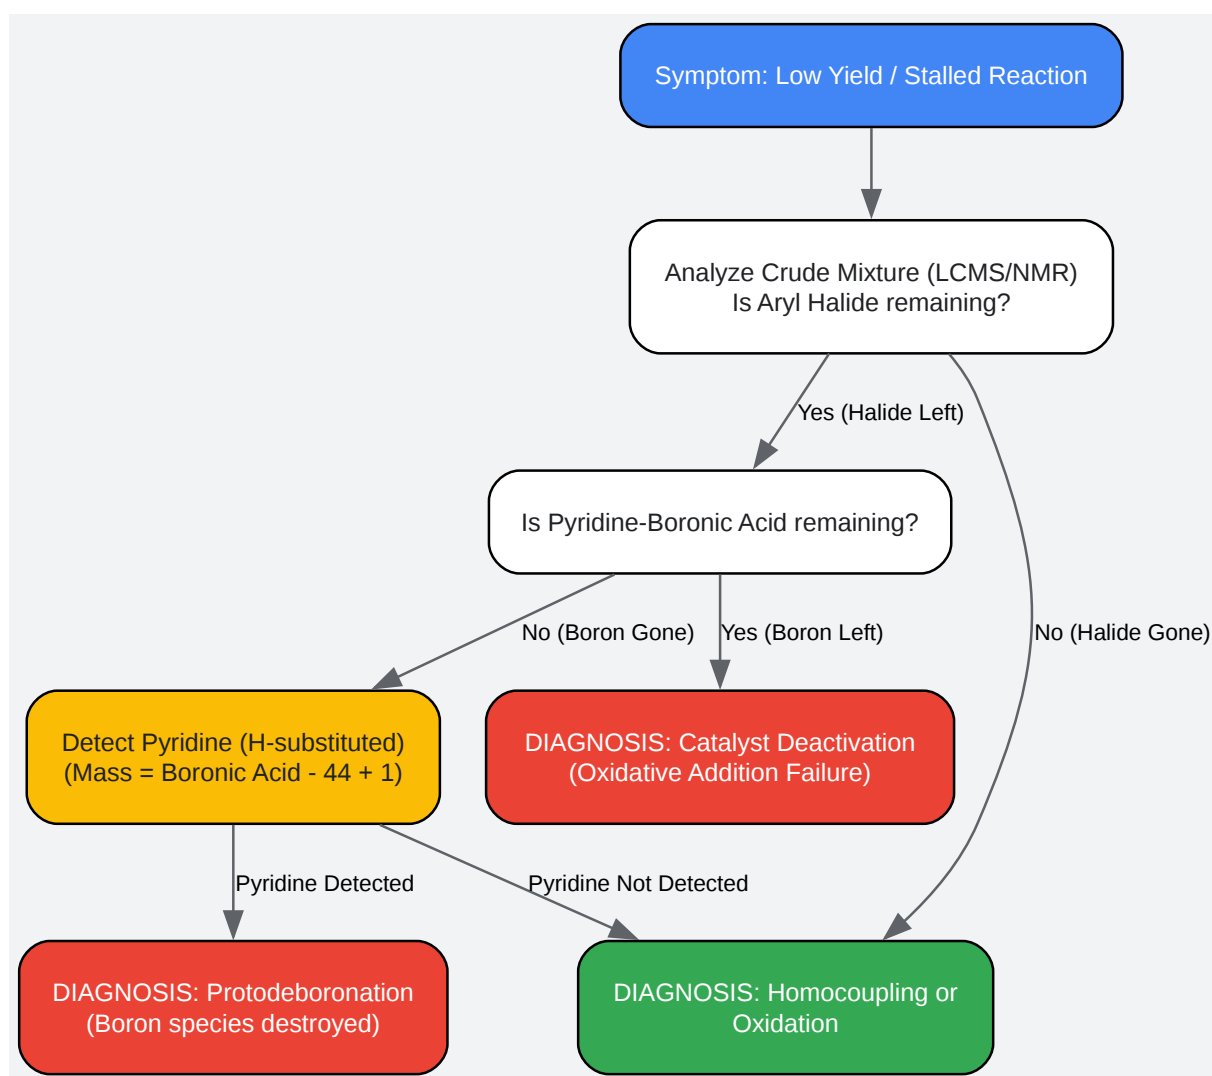 Symptom: Low Yield / Stalled Reaction
Analyze Crude Mixture (LCMS/NMR)
Is Aryl Halide remaining?
Yes (Halide Left)
Is Pyridine-Boronic Acid remaining?
No (Boron Gone)
Yes (Boron Left)
No (Halide Gone)
Detect Pyridine (H-substituted)
(Mass = Boronic Acid - 44 + 1)
DIAGNOSIS: Catalyst Deactivation
(Oxidative Addition Failure)
Pyridine Detected
Pyridine Not Detected
DIAGNOSIS: Protodeboronation
(Boron species destroyed)
DIAGNOSIS: Homocoupling or
Oxidation